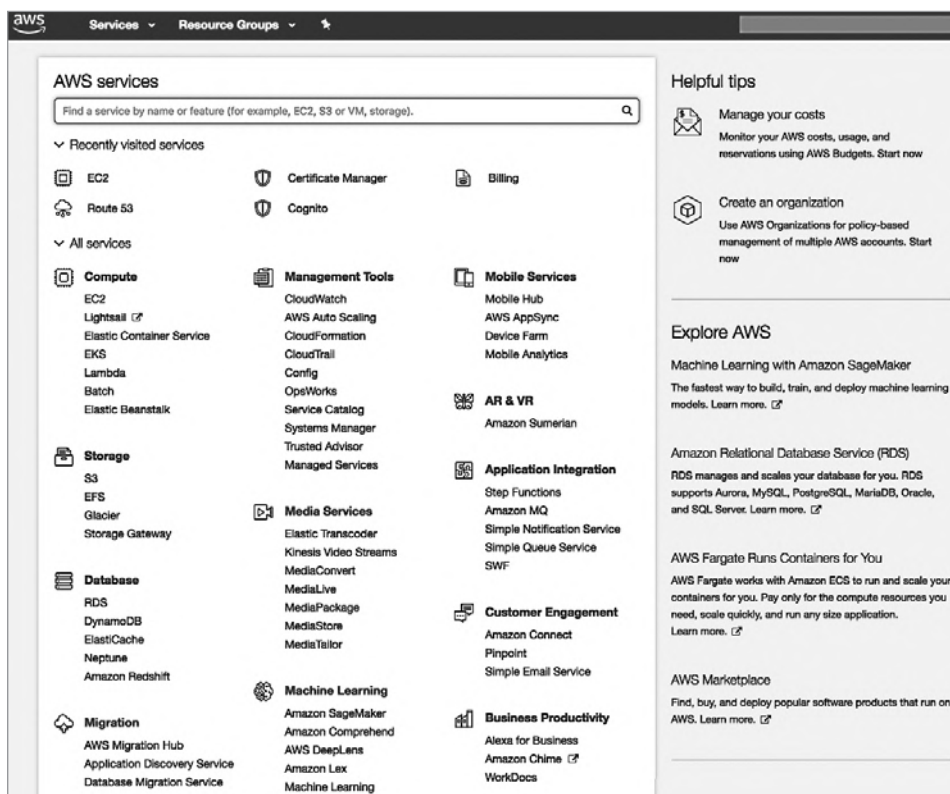 aws
Services
Resource Groups
AWS services
Find a service by name or feature (for example, EC2, S3 or VM, storage).
Recently visited services
EC2
Certificate Manager
Billing
Route 53
Cognito
All services
Compute
EC2
Lightsail
Elastic Container Service
EKS
Lambda
Batch
Elastic Beanstalk
Storage
S3
EFS
Glacier
Storage Gateway
Database
RDS
DynamoDB
ElastiCache
Neptune
Amazon Redshift
Migration
AWS Migration Hub
Application Discovery Service
Database Migration Service
Management Tools
CloudWatch
AWS Auto Scaling
CloudFormation
CloudTrail
Config
OpsWorks
Service Catalog
Systems Manager
Trusted Advisor
Managed Services
Media Services
Elastic Transcoder
Kinesis Video Streams
MediaConvert
MediaLive
MediaPackage
MediaStore
MediaTailor
Machine Learning
Amazon SageMaker
Amazon Comprehend
AWS DeepLens
Amazon Lex
Machine Learning
Mobile Services
Mobile Hub
AWS AppSync
Device Farm
Mobile Analytics
AR & VR
Amazon Sumerian
Application Integration
Step Functions
Amazon MQ
Simple Notification Service
Simple Queue Service
SWF
Customer Engagement
Amazon Connect
Pinpoint
Simple Email Service
Business Productivity
Alexa for Business
Amazon Chime
WorkDocs
Helpful tips
Manage your costs
Monitor your AWS costs, usage, and
reservations using AWS Budgets. Start now
Create an organization
Use AWS Organizations for policy-based
management of multiple AWS accounts. Start
now
Explore AWS
Machine Learning with Amazon SageMaker
The fastest way to build, train, and deploy machine learning
models. Learn more.
Amazon Relational Database Service (RDS)
RDS manages and scales your database for you. RDS
supports Aurora, MySQL, PostgreSQL, MariaDB, Oracle,
and SQL Server. Learn more.
AWS Fargate Runs Containers for You
AWS Fargate works with Amazon ECS to run and scale your
containers for you. Pay only for the compute resources you
need, scale quickly, and run any size application.
Learn more.
AWS Marketplace
Find, buy, and deploy popular software products that run on
AWS. Learn more.